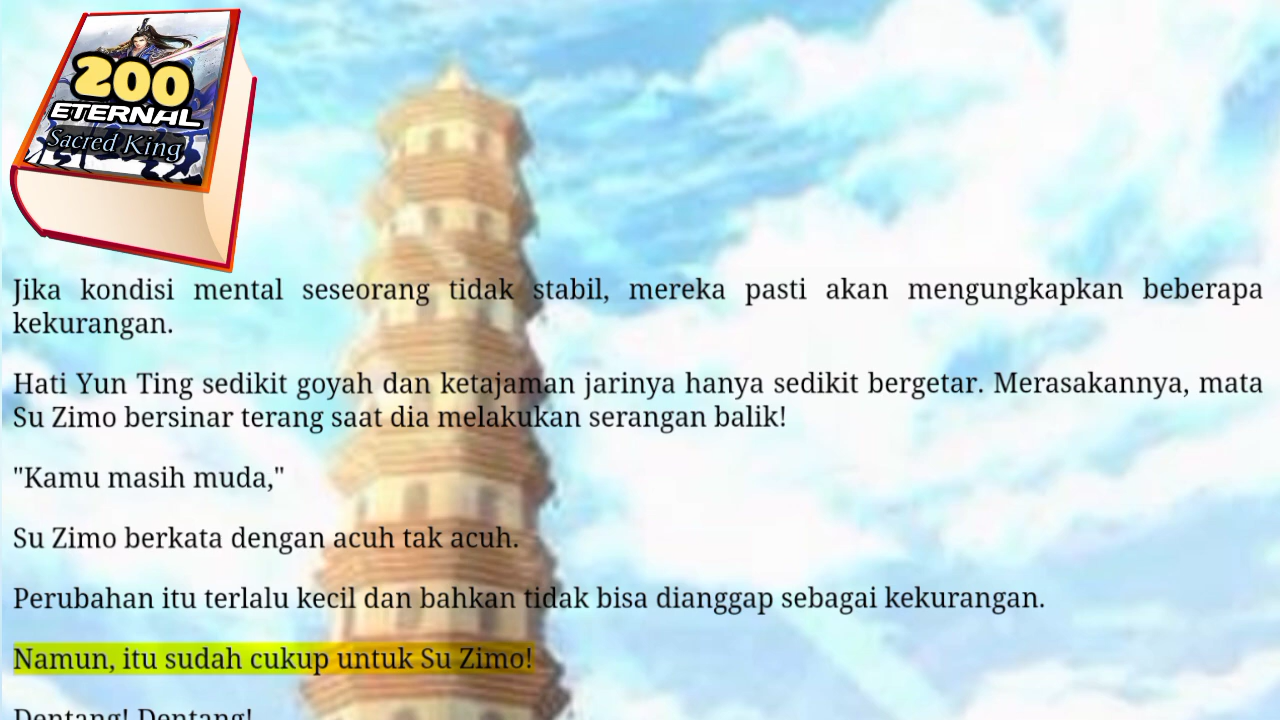 200
ETERNAL
Sacred King
Jika kondisi mental seseorang tidak stabil, mereka pasti akan mengungkapkan beberapa
kekurangan.
Hati Yun Ting sedikit goyah dan ketajaman jarinya hanya sedikit bergetar. Merasakannya, mata
Su Zimo bersinar terang saat dia melakukan serangan balik!
"Kamu masih muda,"
Su Zimo berkata dengan acuh tak acuh.
Perubahan itu terlalu kecil dan bahkan tidak bisa dianggap sebagai kekurangan.
Namun, itu sudah cukup untuk Su Zimo!
Dentang! Dentang!